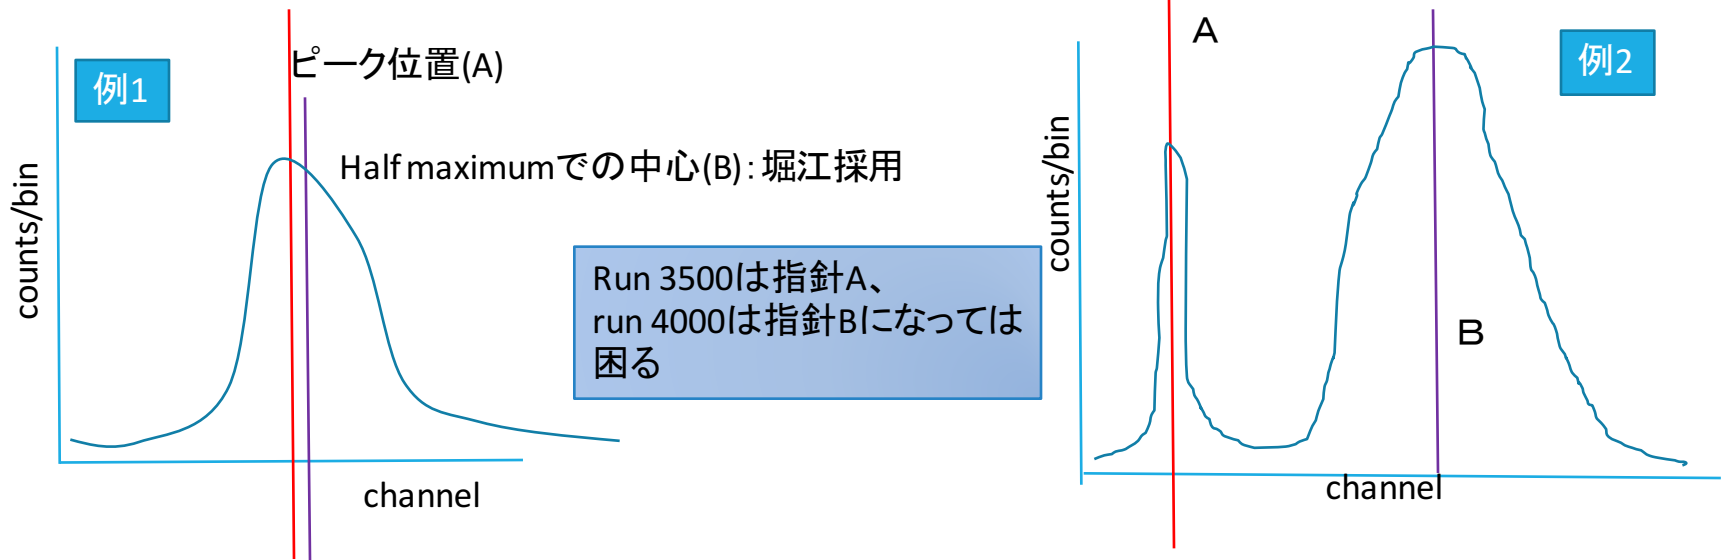 例1
ピーク位置(A)
Half maximumでの中心(B)：堀江採用
counts/bin
channel
Run 3500は指針A、
run 4000は指針Bになっては
困る
例2
A
B
counts/bin
channel